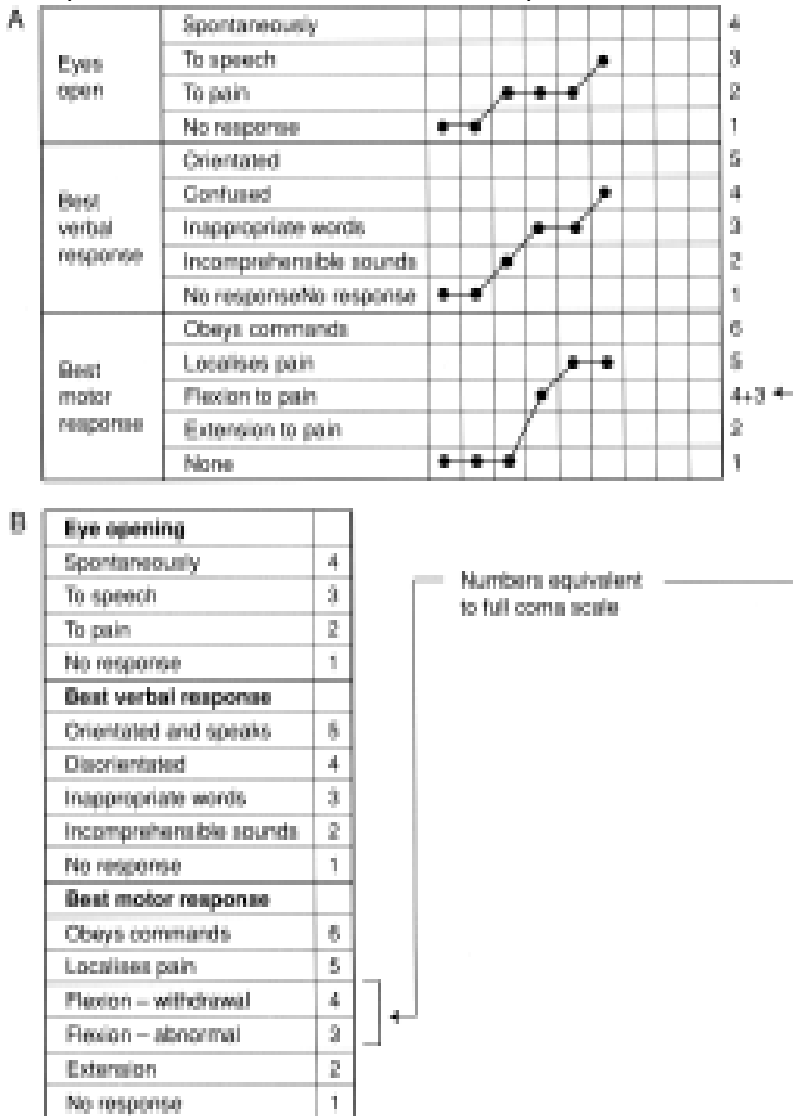 A
Eyes open
Spontaneously 4
To speech 3
To pain 2
No response 1
Best verbal response
Orientated 5
Confused 4
Inappropriate words 3
Incomprehensible sounds 2
No responseNo response 1
Best motor response
Obeys commands 6
Localises pain 5
Flexion to pain 4+3
Extension to pain 2
None 1
B
Eye opening
Spontaneously 4
To speech 3
To pain 2
No response 1
Best verbal response
Orientated and speaks 5
Disorientated 4
Inappropriate words 3
Incomprehensible sounds 2
No response 1
Best motor response
Obeys commands 6
Localises pain 5
Flexion – withdrawal 4
Flexion – abnormal 3
Extension 2
No response 1
Numbers equivalent
to full coma scale